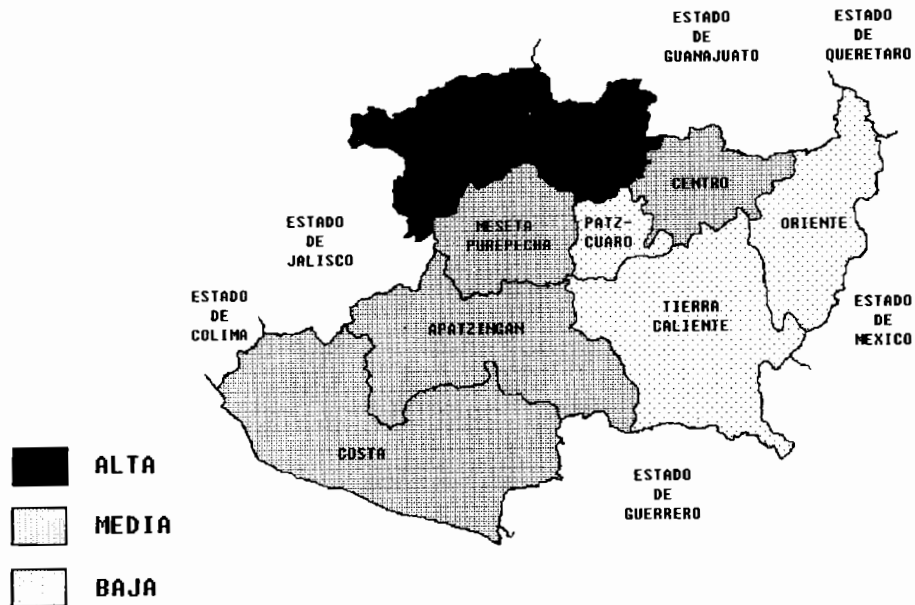 ESTADO
DE
GUANAJUATO
ESTADO
DE
QUERETARO
CENTRO
ESTADO
DE
JALISCO
MESETA
PUREPECHA
PATZ-
CUARO
ORIENTE
ESTADO
DE
COLIMA
APATZINGAN
TIERRA
CALIENTE
ESTADO
DE
MEXICO
COSTA
ESTADO
DE
GUERRERO
ALTA
MEDIA
BAJA